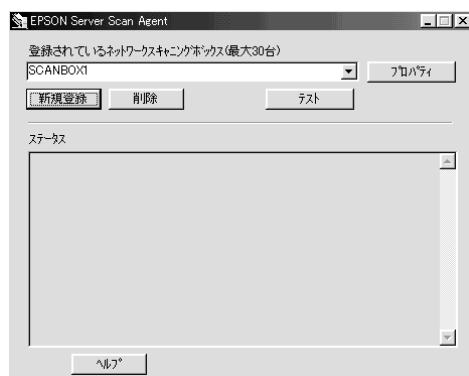 EPSON Server Scan Agent
登録されているネットワークスキャニングボックス(最大30台)
SCANBOX1
プロパティ
新規登録 削除 テスト
ステータス
ヘルプ